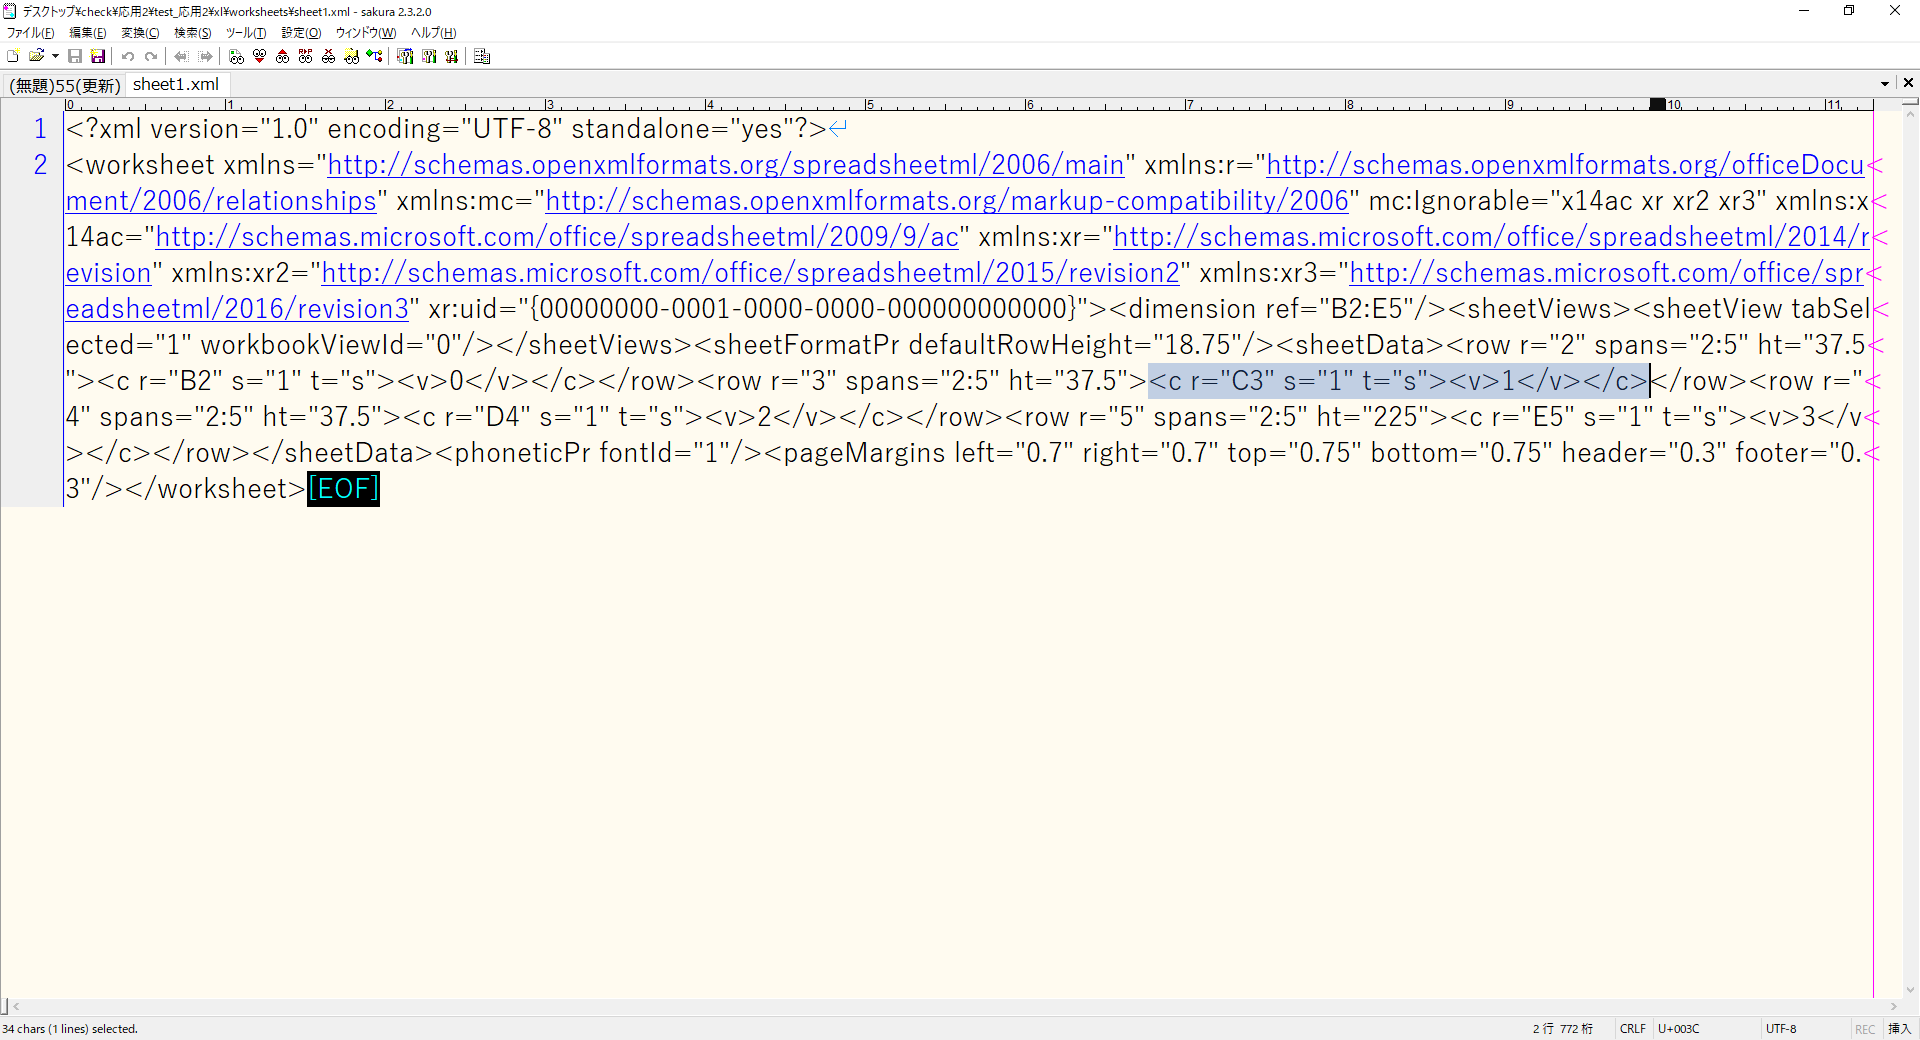 デスクトップ¥check¥応用2¥test_応用2¥xl¥worksheets¥sheet1.xml - sakura 2.3.2.0
ファイル(F) 編集(E) 変換(C) 検索(S) ツール(T) 設定(O) ウィンドウ(W) ヘルプ(H)
(無題)55(更新) sheet1.xml
0 1 2 3 4 5 6 7 8 9 10 11
1 <?xml version="1.0" encoding="UTF-8" standalone="yes"?>↵
2 <worksheet xmlns="http://schemas.openxmlformats.org/spreadsheetml/2006/main" xmlns:r="http://schemas.openxmlformats.org/officeDocu<
ment/2006/relationships" xmlns:mc="http://schemas.openxmlformats.org/markup-compatibility/2006" mc:Ignorable="x14ac xr xr2 xr3" xmlns:x<
14ac="http://schemas.microsoft.com/office/spreadsheetml/2009/9/ac" xmlns:xr="http://schemas.microsoft.com/office/spreadsheetml/2014/r<
evision" xmlns:xr2="http://schemas.microsoft.com/office/spreadsheetml/2015/revision2" xmlns:xr3="http://schemas.microsoft.com/office/spr<
eadsheetml/2016/revision3" xr:uid="{00000000-0001-0000-0000-000000000000}"><dimension ref="B2:E5"/><sheetViews><sheetView tabSel<
ected="1" workbookViewId="0"/></sheetViews><sheetFormatPr defaultRowHeight="18.75"/><sheetData><row r="2" spans="2:5" ht="37.5<
"><c r="B2" s="1" t="s"><v>0</v></c></row><row r="3" spans="2:5" ht="37.5"><c r="C3" s="1" t="s"><v>1</v></c></row><row r="<
4" spans="2:5" ht="37.5"><c r="D4" s="1" t="s"><v>2</v></c></row><row r="5" spans="2:5" ht="225"><c r="E5" s="1" t="s"><v>3</v<
></c></row></sheetData><phoneticPr fontId="1"/><pageMargins left="0.7" right="0.7" top="0.75" bottom="0.75" header="0.3" footer="0.<
3"/></worksheet>[EOF]
34 chars (1 lines) selected. 2 行 772 桁 CRLF U+003C UTF-8 REC 挿入